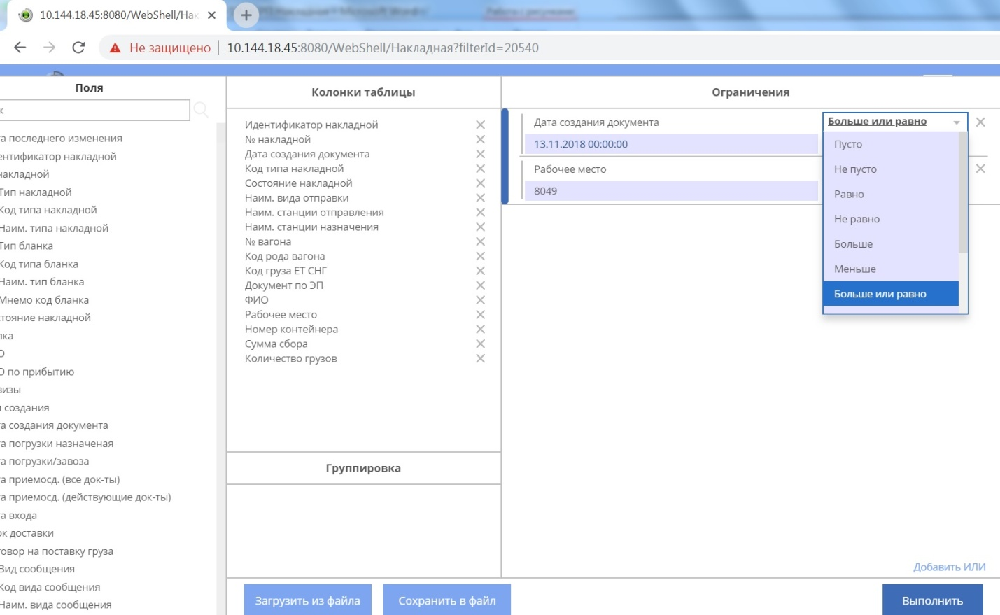 10.144.18.45:8080/WebShell/Нак
Работа с рисунками
Не защищено
10.144.18.45:8080/WebShell/Накладная?filterId=20540
Поля
к
а последнего изменения
ентификатор накладной
накладной
Тип накладной
Код типа накладной
Наим. типа накладной
Тип бланка
Код типа бланка
Наим. тип бланка
Мнемо код бланка
стояние накладной
лка
О
О по прибытию
визы
создания
а создания документа
а погрузки назначеная
а погрузки/завоза
а приемосд. (все док-ты)
а приемосд. (действующие док-ты)
а входа
ок доставки
овор на поставку груза
Вид сообщения
Код вида сообщения
Наим. вида сообщения
Колонки таблицы
Идентификатор накладной
№ накладной
Дата создания документа
Код типа накладной
Состояние накладной
Наим. вида отправки
Наим. станции отправления
Наим. станции назначения
№ вагона
Код рода вагона
Код груза ЕТ СНГ
Документ по ЭП
ФИО
Рабочее место
Номер контейнера
Сумма сбора
Количество грузов
Группировка
Загрузить из файла
Сохранить в файл
Ограничения
Дата создания документа
13.11.2018 00:00:00
Рабочее место
8049
Больше или равно
Пусто
Не пусто
Равно
Не равно
Больше
Меньше
Больше или равно
Добавить ИЛИ
Выполнить